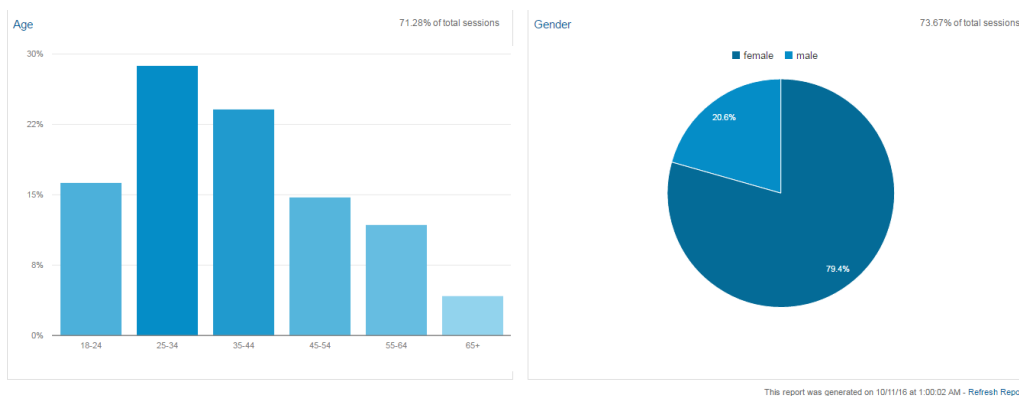 Age
71.28% of total sessions
30%
22%
15%
8%
0%
18-24 25-34 35-44 45-54 55-64 65+
Gender
73.67% of total sessions
female male
20.6%
79.4%
This report was generated on 10/11/16 at 1:00:02 AM - Refresh Repo